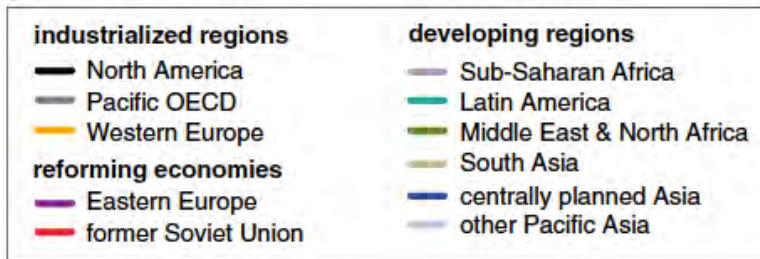 industrialized regions
North America
Pacific OECD
Western Europe
reforming economies
Eastern Europe
former Soviet Union
developing regions
Sub-Saharan Africa
Latin America
Middle East & North Africa
South Asia
centrally planned Asia
other Pacific Asia